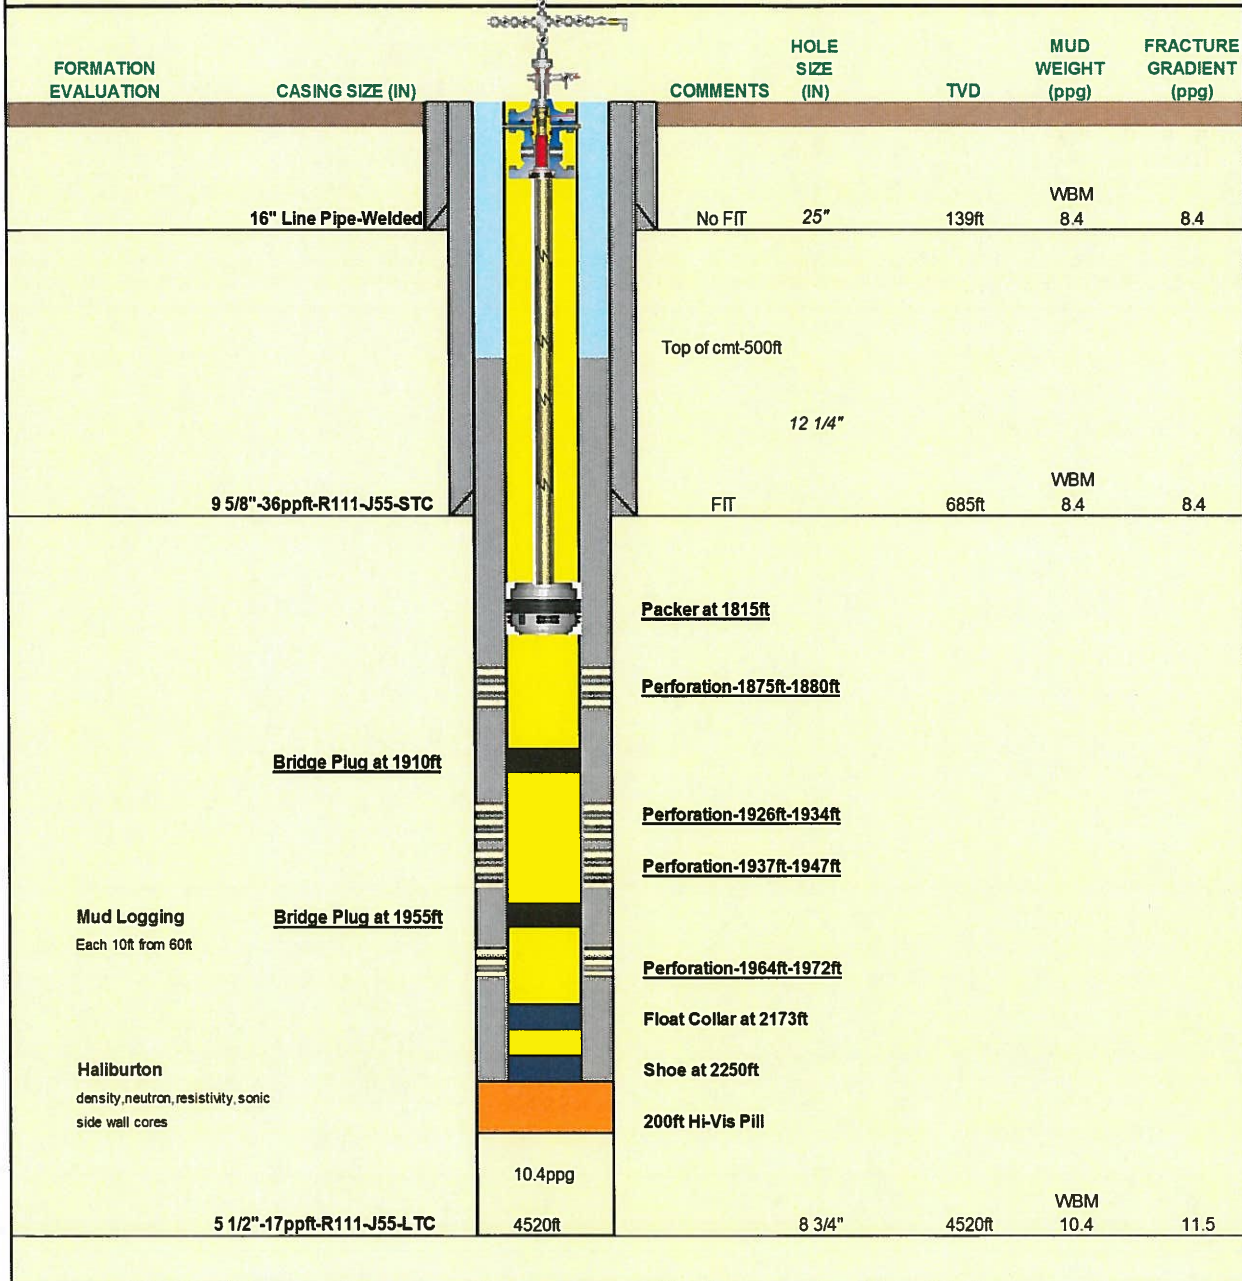 FORMATION EVALUATION CASING SIZE (IN) COMMENTS HOLE SIZE (IN) TVD MUD WEIGHT (ppg) FRACTURE GRADIENT (ppg)
WBM
16" Line Pipe-Welded No FIT 25" 139ft 8.4 8.4
Top of cmt-500ft
12 1/4"
WBM
9 5/8"-36ppft-R111-J55-STC FIT 685ft 8.4 8.4
Packer at 1815ft
Perforation-1875ft-1880ft
Bridge Plug at 1910ft
Perforation-1926ft-1934ft
Perforation-1937ft-1947ft
Mud Logging Bridge Plug at 1955ft
Each 10ft from 60ft
Perforation-1964ft-1972ft
Float Collar at 2173ft
Haliburton Shoe at 2250ft
density,neutron,resistivity,sonic
side wall cores 200ft Hi-Vis Pill
10.4ppg
WBM
5 1/2"-17ppft-R111-J55-LTC 4520ft 8 3/4" 4520ft 10.4 11.5